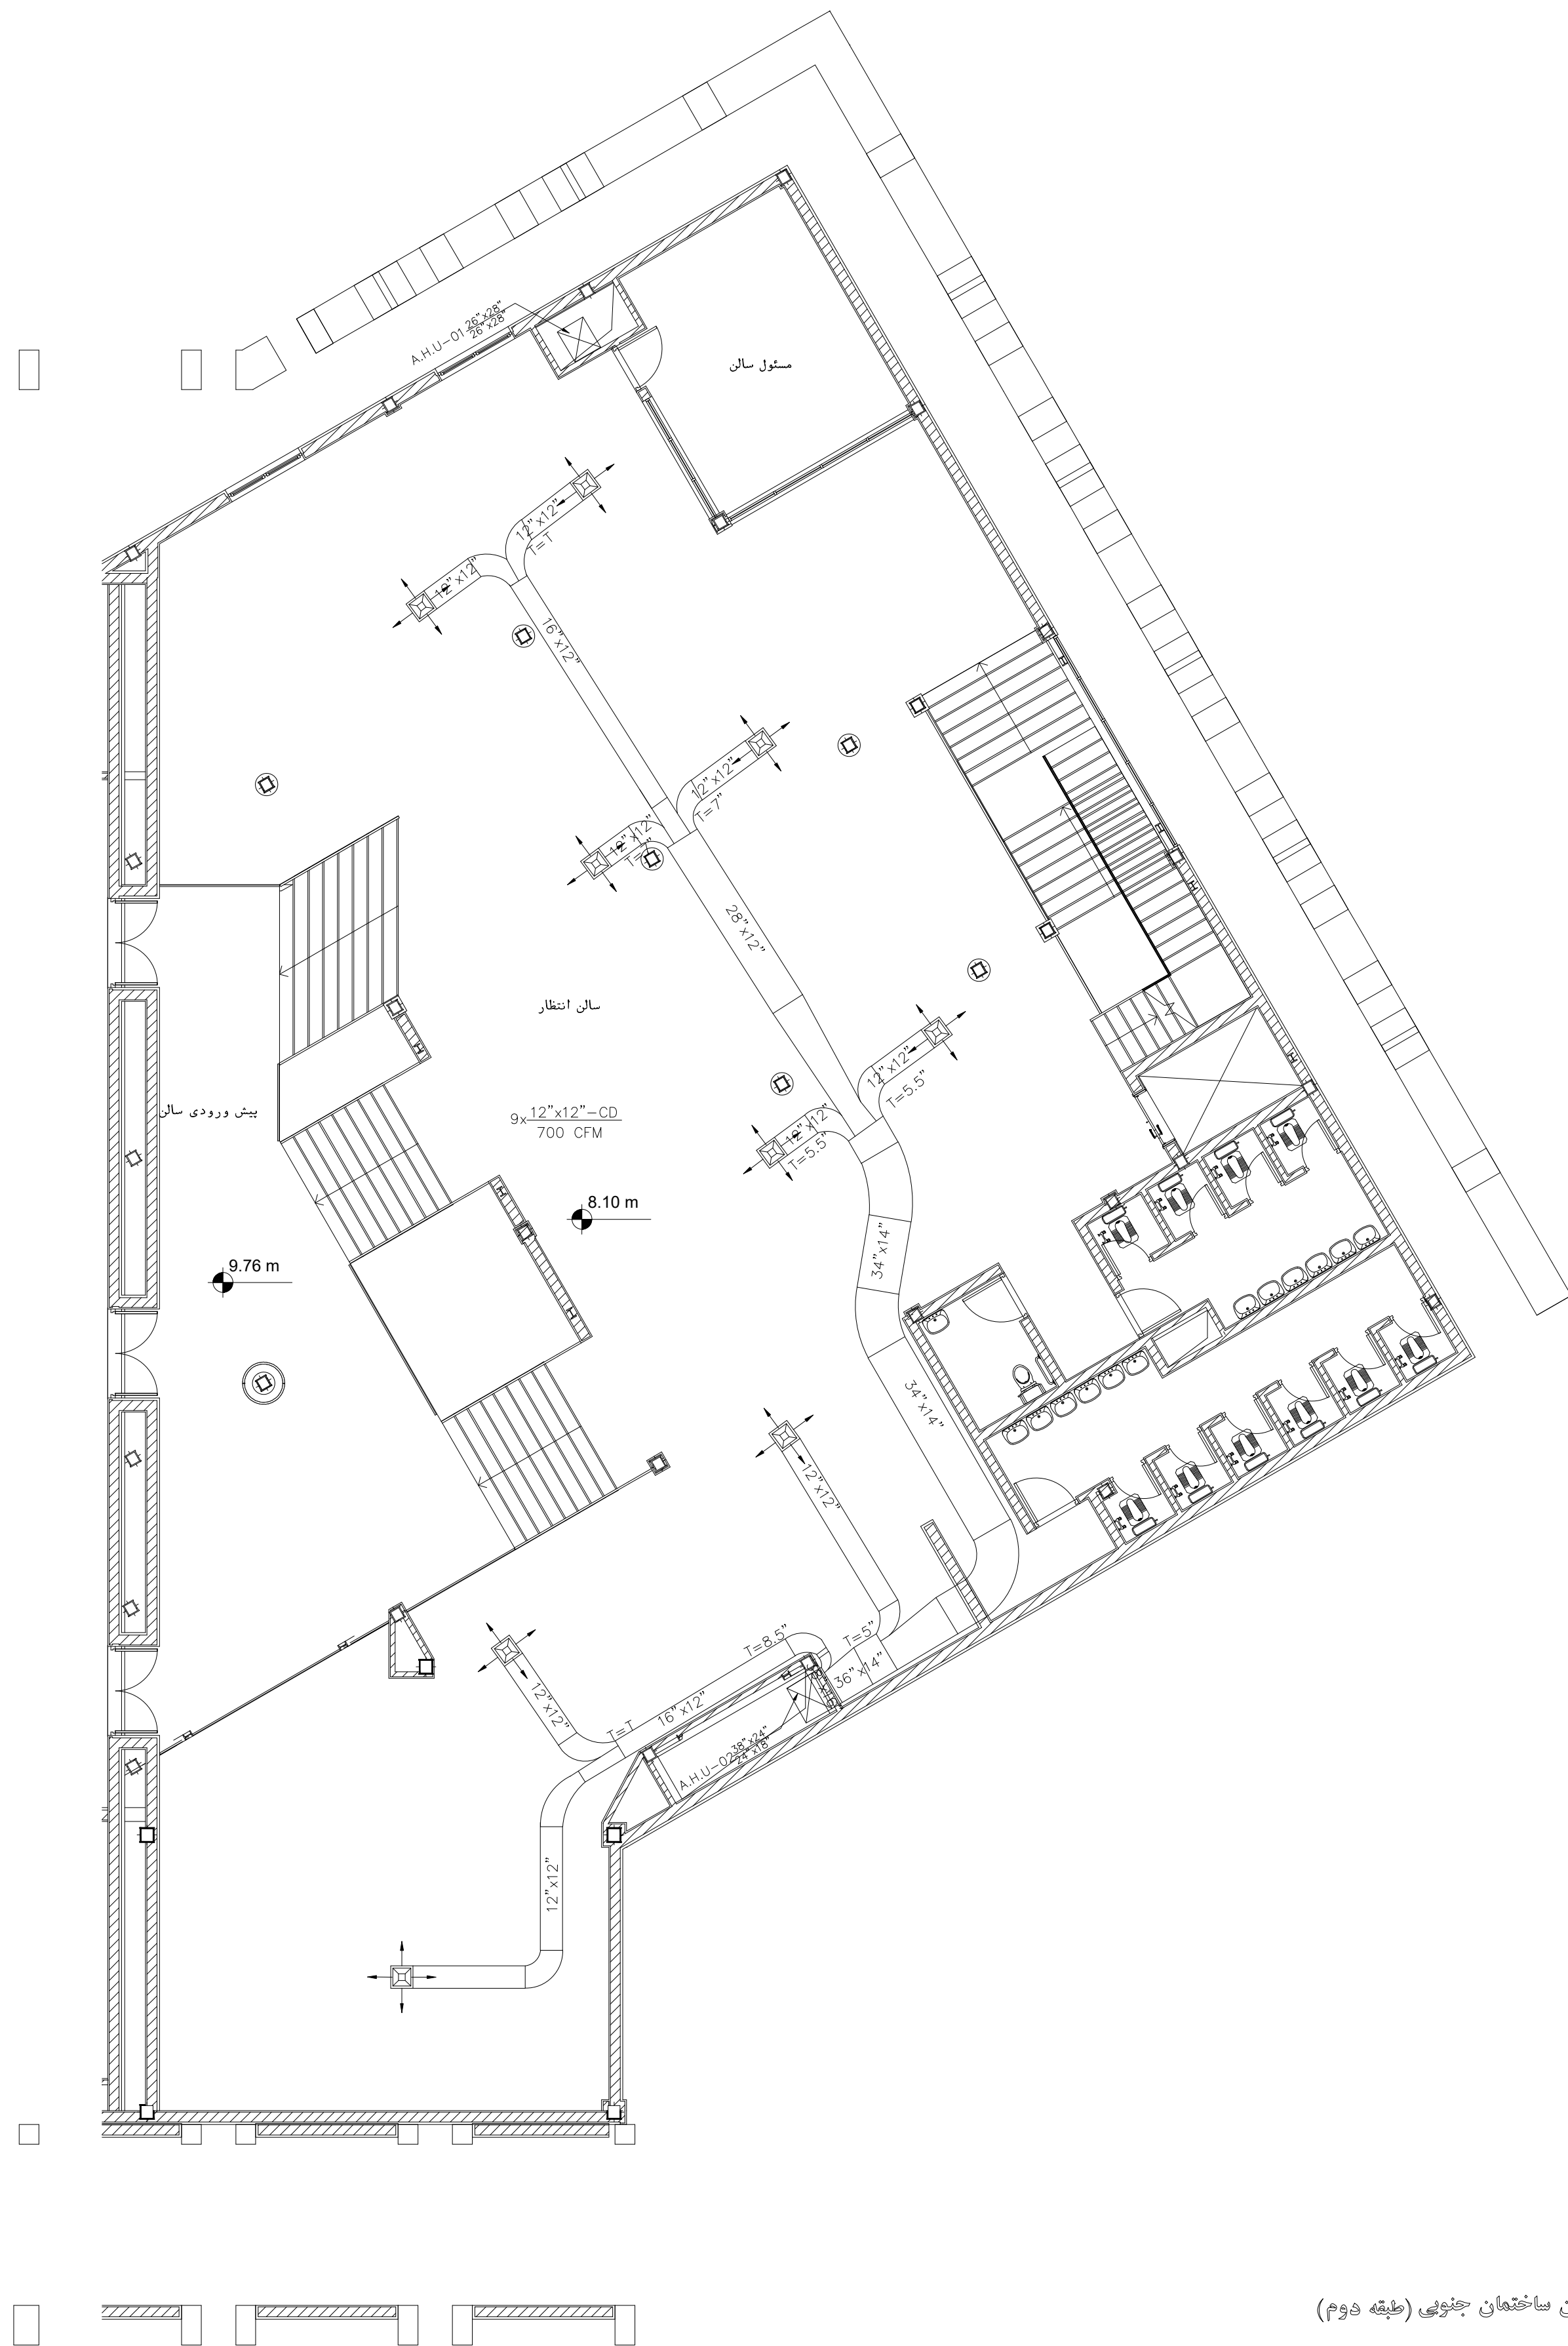 A.H.U-01 26"x28"
26"x28"
مسئول سالن
12"x12"
T=T
12"x12"
16"x12"
12"x12"
T=7"
12"x12"
28"x12"
سالن انتظار
12"x12"
T=5.5"
پیش ورودی سالن
9x 12"x12"-CD
700 CFM
12"x12"
T=5.5"
8.10 m
34"x14"
9.76 m
34"x14"
12"x12"
T=8.5"
T=5"
36"x14"
12"x12"
16"x12"
T=T
A.H.U-02 38"x24"
24"x18"
12"x12"
ساختمان جنوبی (طبقه دوم)